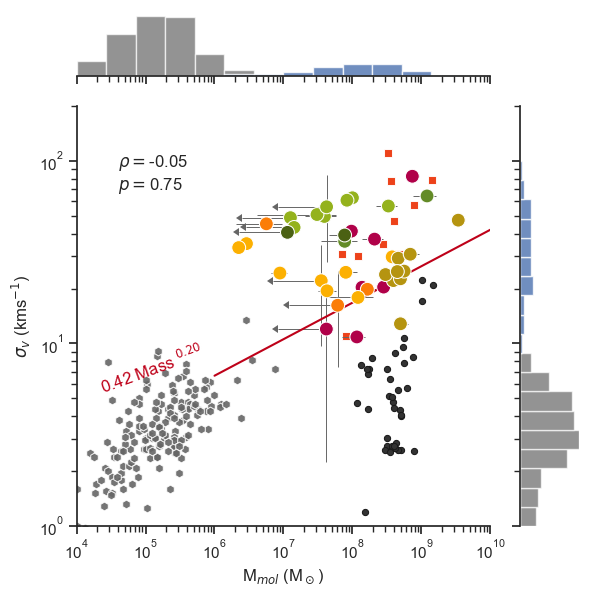 ρ = -0.05
p = 0.75
10²
10¹
10⁰
σᵥ (kms⁻¹)
0.42 Mass 0.20
10⁴ 10⁵ 10⁶ 10⁷ 10⁸ 10⁹ 10¹⁰
Mₘₒₗ (M⊙)